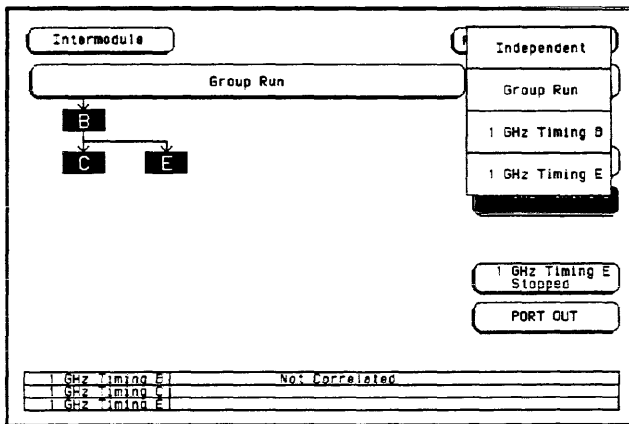 Intermodule
Independent
Group Run
Group Run
B
1 GHz Timing B
C E
1 GHz Timing E
1 GHz Timing E
Stopped
PORT OUT
1 GHz Timing B Not Correlated
1 GHz Timing C
1 GHz Timing E